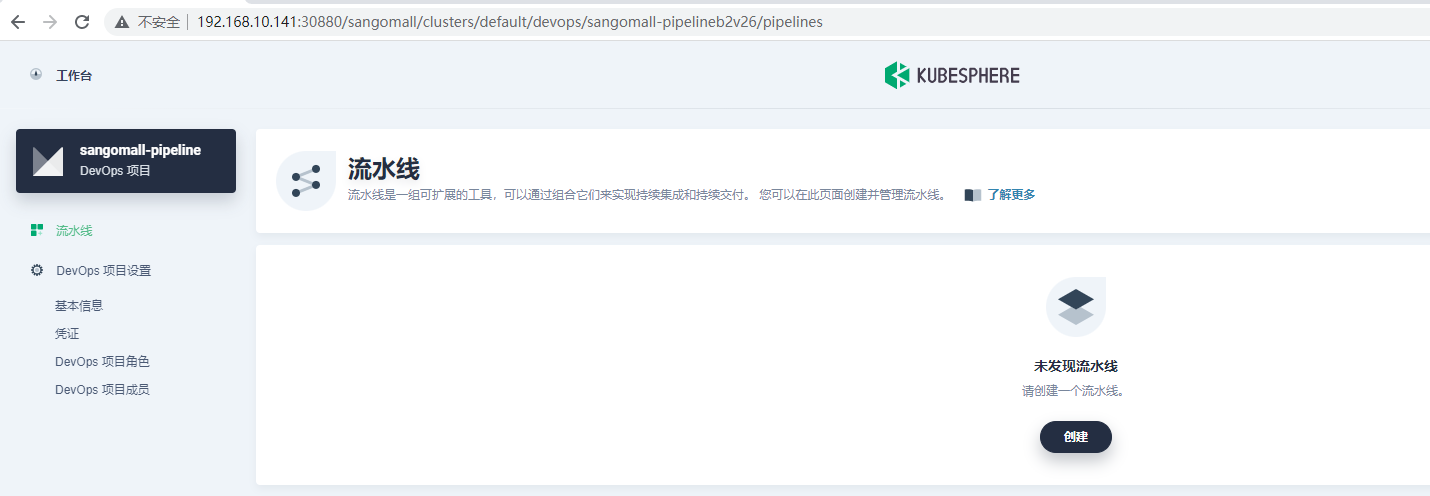 不安全 192.168.10.141:30880/sangomall/clusters/default/devops/sangomall-pipelineb2v26/pipelines
工作台
KUBESPHERE
sangomall-pipeline
DevOps 项目
流水线
DevOps 项目设置
基本信息
凭证
DevOps 项目角色
DevOps 项目成员
流水线
流水线是一组可扩展的工具，可以通过组合它们来实现持续集成和持续交付。 您可以在此页面创建并管理流水线。 了解更多
未发现流水线
请创建一个流水线。
创建